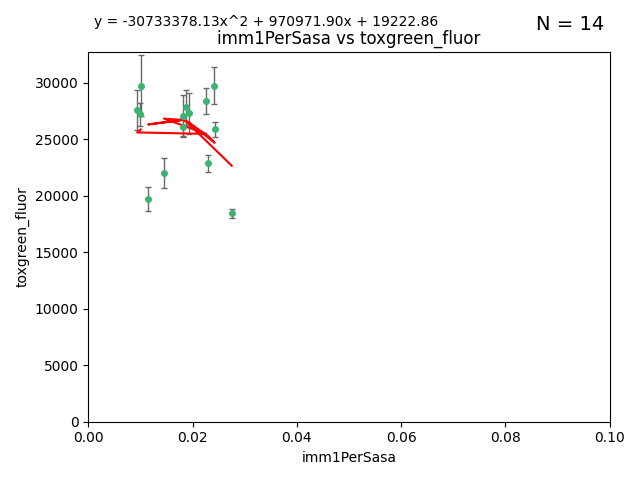 y = -30733378.13x^2 + 970971.90x + 19222.86
N = 14
imm1PerSasa vs toxgreen_fluor
30000
25000
20000
15000
10000
5000
0
toxgreen_fluor
0.00 0.02 0.04 0.06 0.08 0.10
imm1PerSasa